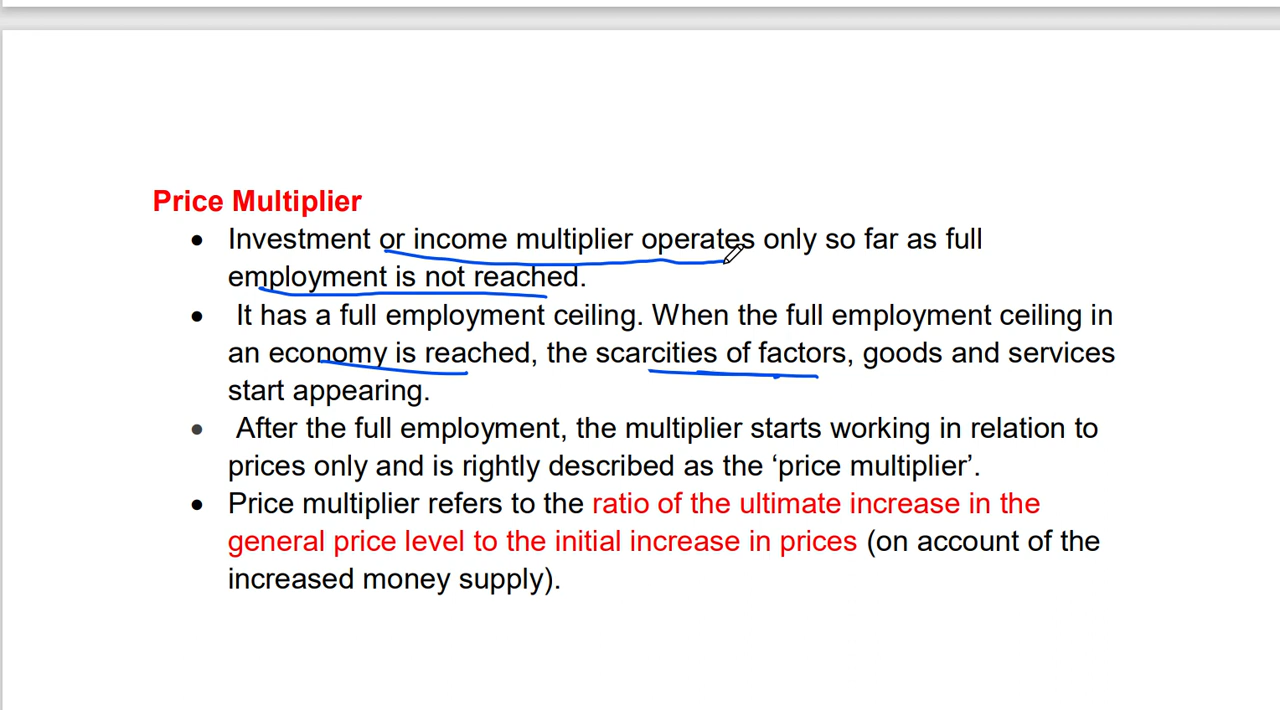 Price Multiplier
• Investment or income multiplier operates only so far as full
employment is not reached.
• It has a full employment ceiling. When the full employment ceiling in
an economy is reached, the scarcities of factors, goods and services
start appearing.
• After the full employment, the multiplier starts working in relation to
prices only and is rightly described as the ‘price multiplier’.
• Price multiplier refers to the ratio of the ultimate increase in the
general price level to the initial increase in prices (on account of the
increased money supply).